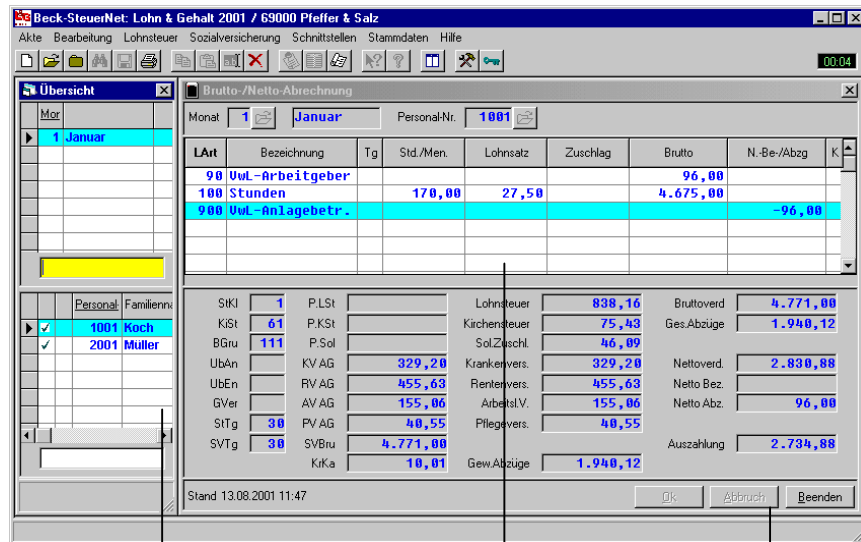 Beck-SteuerNet: Lohn & Gehalt 2001 / 69000 Pfeffer & Salz
Akte Bearbeitung Lohnsteuer Sozialversicherung Schnittstellen Stammdaten Hilfe
00:04
Übersicht
Mor
1 Januar
Personal- Familienna
1001 Koch
2001 Müller
Brutto-/Netto-Abrechnung
Monat 1 Januar Personal-Nr. 1001
LArt Bezeichnung Tg Std./Men. Lohnsatz Zuschlag Brutto N.-Be-/Abzg K
90 VwL-Arbeitgeber 96,00
100 Stunden 170,00 27,50 4.675,00
900 VwL-Anlagebetr. -96,00
StKl 1 P.LSt Lohnsteuer 838,16 Bruttoverd 4.771,00
KiSt 61 P.KSt Kirchensteuer 75,43 Ges.Abzüge 1.940,12
BGru 111 P.Sol Sol.Zuschl. 46,09
UbAn KV AG 329,20 Krankenvers. 329,20 Nettoverd. 2.830,88
UbEn RV AG 455,63 Rentenvers. 455,63 Netto Bez.
GVer AV AG 155,06 Arbeitsl.V. 155,06 Netto Abz. 96,00
StTg 30 PV AG 40,55 Pflegevers. 40,55
SVTg 30 SVBru 4.771,00 Auszahlung 2.734,88
KrKa 10,01 Gew.Abzüge 1.940,12
Stand 13.08.2001 11:47 Ok Abbruch Beenden